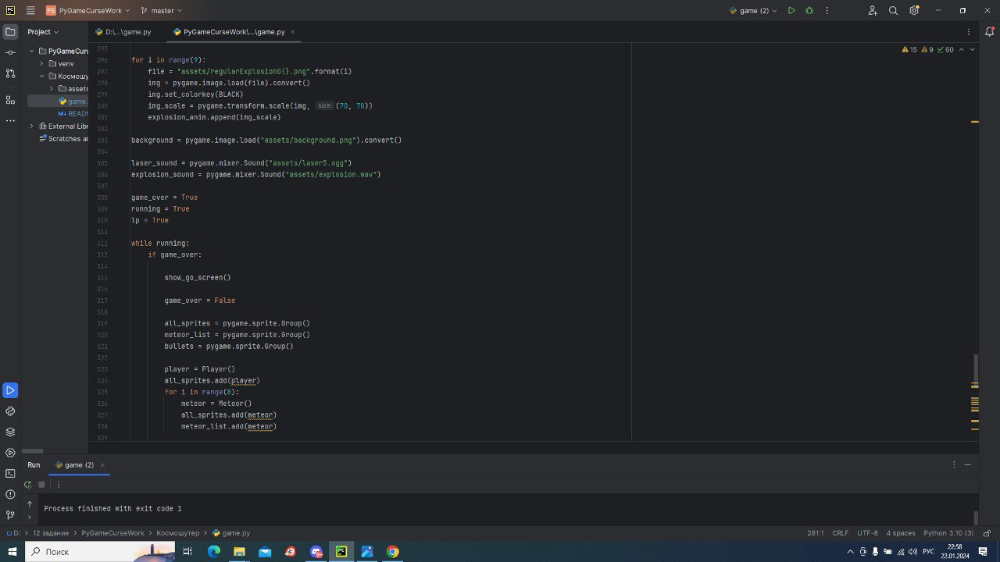 PC
P6
PyGameCurseWork
master
game (2)
Project
D:\...\game.py
PyGameCurseWork\...\game.py
PyGameCurs
venv
Космошу
assets
game.
README
External Libr
Scratches an
15
9
60
295
296 for i in range(9):
297 file = "assets/regularExplosion0{}.png".format(i)
298 img = pygame.image.load(file).convert()
299 img.set_colorkey(BLACK)
300 img_scale = pygame.transform.scale(img, size: (70, 70))
301 explosion_anim.append(img_scale)
302
303 background = pygame.image.load("assets/background.png").convert()
304
305 laser_sound = pygame.mixer.Sound("assets/laser5.ogg")
306 explosion_sound = pygame.mixer.Sound("assets/explosion.wav")
307
308 game_over = True
309 running = True
310 lp = True
311
312 while running:
313 if game_over:
314
315 show_go_screen()
316
317 game_over = False
318
319 all_sprites = pygame.sprite.Group()
320 meteor_list = pygame.sprite.Group()
321 bullets = pygame.sprite.Group()
322
323 player = Player()
324 all_sprites.add(player)
325 for i in range(8):
326 meteor = Meteor()
327 all_sprites.add(meteor)
328 meteor_list.add(meteor)
329
Run
game (2)
Process finished with exit code 1
D: > 12 задание > PyGameCurseWork > Космошутер > game.py
281:1 CRLF UTF-8 4 spaces Python 3.10 (3)
Поиск
PC
РУС
22:58
22.01.2024